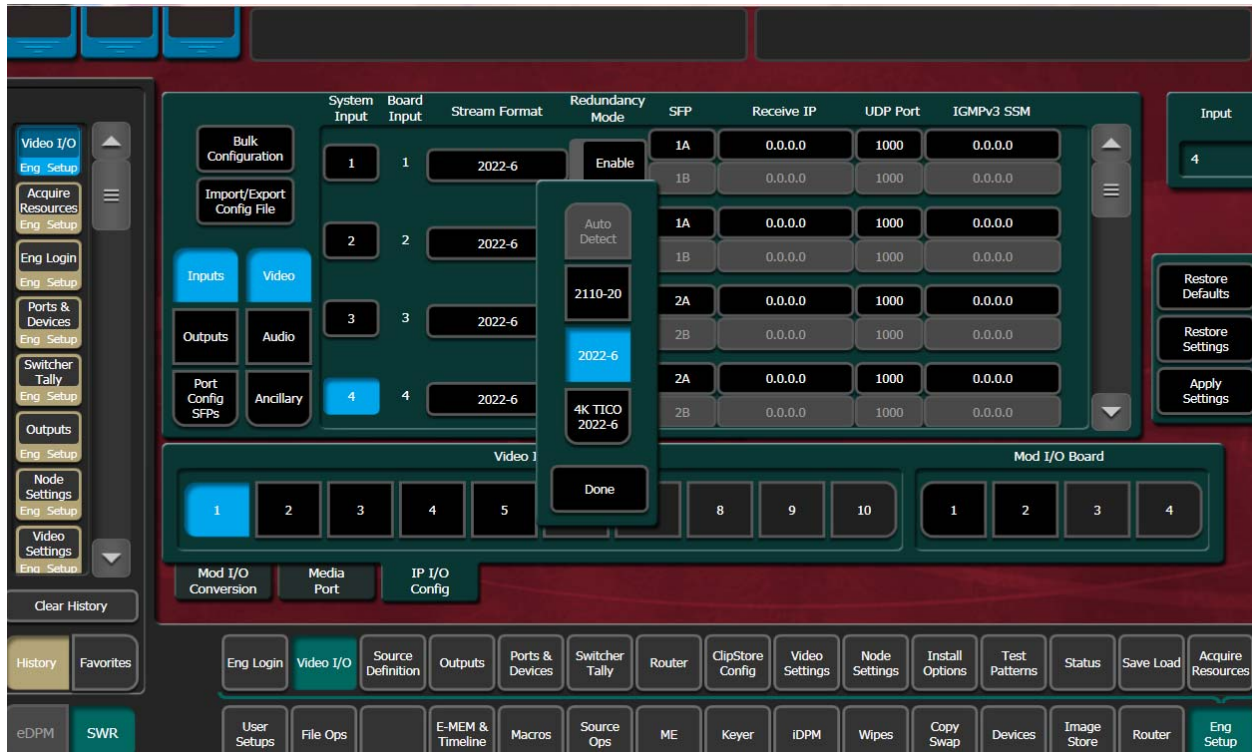 System Input Board Input Stream Format Redundancy Mode SFP Receive IP UDP Port IGMPv3 SSM
Input
4
Video I/O
Eng Setup
Acquire Resources
Eng Setup
Eng Login
Eng Setup
Ports & Devices
Eng Setup
Switcher Tally
Eng Setup
Outputs
Eng Setup
Node Settings
Eng Setup
Video Settings
Eng Setup
Clear History
History Favorites
eDPM SWR
Bulk Configuration
Import/Export Config File
Inputs Video
Outputs Audio
Port Config SFPs Ancillary
1 1 2022-6 Enable 1A 0.0.0.0 1000 0.0.0.0
1B 0.0.0.0 1000 0.0.0.0
2 2 2022-6 1A 0.0.0.0 1000 0.0.0.0
1B 0.0.0.0 1000 0.0.0.0
3 3 2022-6 2A 0.0.0.0 1000 0.0.0.0
2B 0.0.0.0 1000 0.0.0.0
4 4 2022-6 2A 0.0.0.0 1000 0.0.0.0
2B 0.0.0.0 1000 0.0.0.0
Auto Detect
2110-20
2022-6
4K TICO 2022-6
Done
Restore Defaults
Restore Settings
Apply Settings
Video Mod I/O Board
1 2 3 4 5 8 9 10 1 2 3 4
Mod I/O Conversion Media Port IP I/O Config
Eng Login Video I/O Source Definition Outputs Ports & Devices Switcher Tally Router ClipStore Config Video Settings Node Settings Install Options Test Patterns Status Save Load Acquire Resources
User Setups File Ops E-MEM & Timeline Macros Source Ops ME Keyer iDPM Wipes Copy Swap Devices Image Store Router Eng Setup